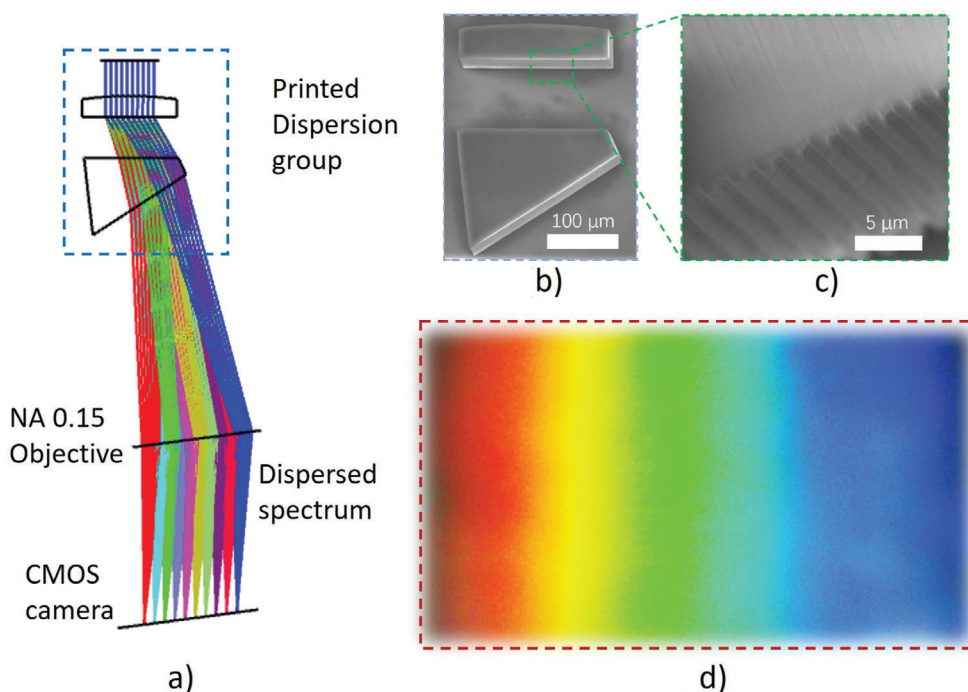 Printed
Dispersion
group
NA 0.15
Objective
Dispersed
spectrum
CMOS
camera
a)
100 μm
b)
5 μm
c)
d)